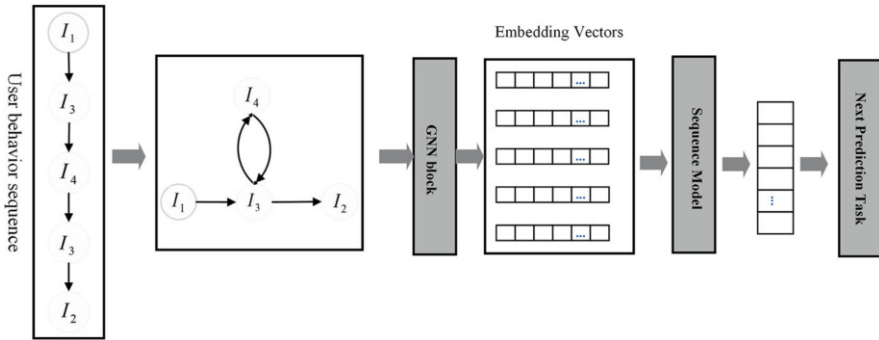 User behavior sequence
I1
I3
I4
I3
I2
I4
I1
I3
I2
GNN block
Embedding Vectors
...
...
...
...
...
Sequence Model
...
Next Prediction
Task